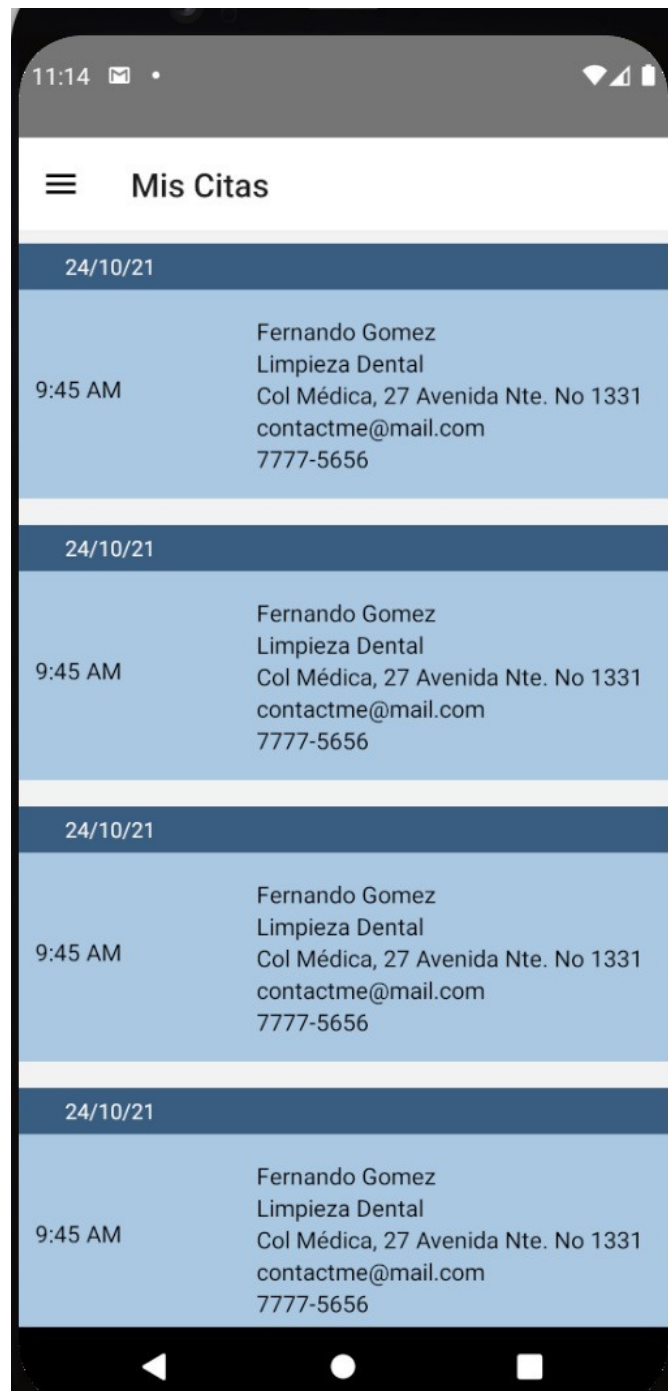 11:14
Mis Citas
24/10/21
9:45 AM
Fernando Gomez
Limpieza Dental
Col Médica, 27 Avenida Nte. No 1331
contactme@mail.com
7777-5656
24/10/21
9:45 AM
Fernando Gomez
Limpieza Dental
Col Médica, 27 Avenida Nte. No 1331
contactme@mail.com
7777-5656
24/10/21
9:45 AM
Fernando Gomez
Limpieza Dental
Col Médica, 27 Avenida Nte. No 1331
contactme@mail.com
7777-5656
24/10/21
9:45 AM
Fernando Gomez
Limpieza Dental
Col Médica, 27 Avenida Nte. No 1331
contactme@mail.com
7777-5656